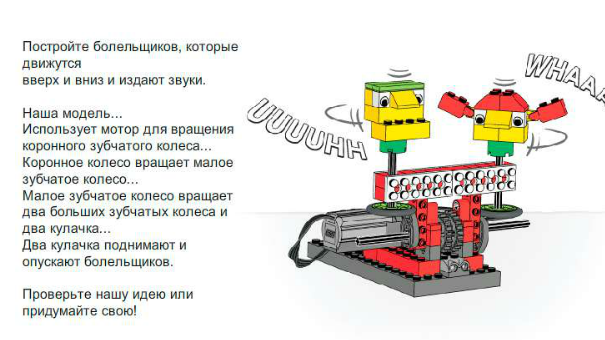 Постройте болельщиков, которые
движутся
вверх и вниз и издают звуки.
Наша модель...
Использует мотор для вращения
коронного зубчатого колеса...
Коронное колесо вращает малое
зубчатое колесо...
Малое зубчатое колесо вращает
два больших зубчатых колеса и
два кулачка...
Два кулачка поднимают и
опускают болельщиков.
Проверьте нашу идею или
придумайте свою!
UUUUUHH
WHAAA